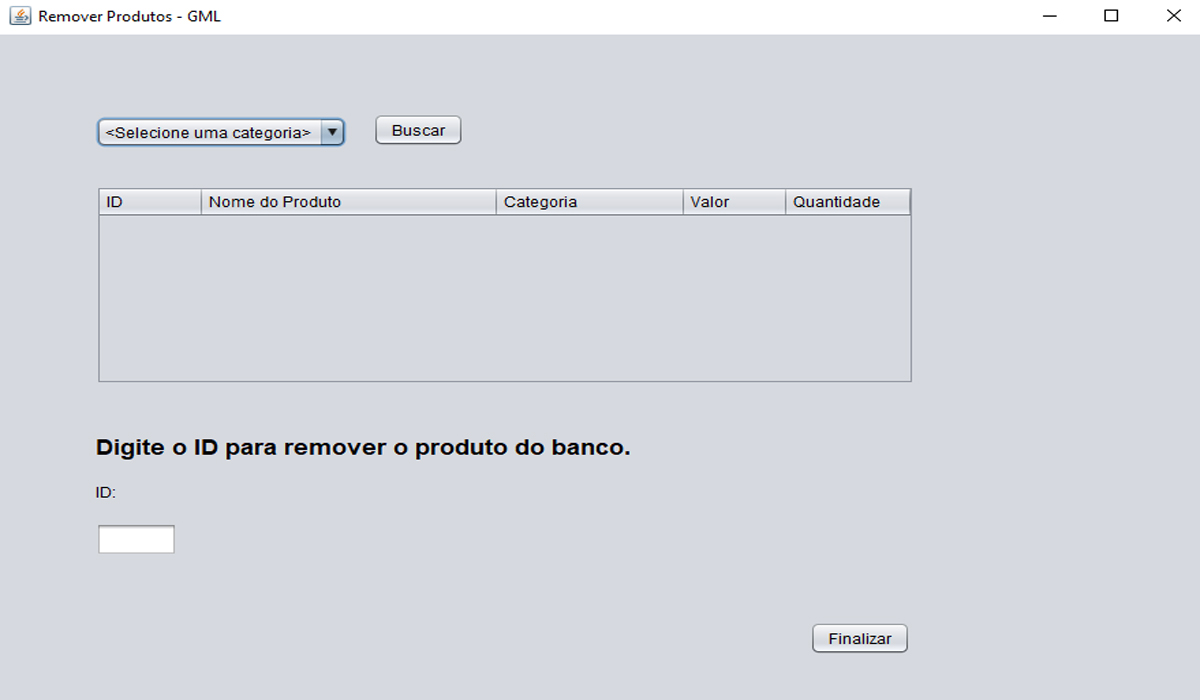 Remover Produtos - GML
<Selecione uma categoria> Buscar
ID Nome do Produto Categoria Valor Quantidade
Digite o ID para remover o produto do banco.
ID:
Finalizar